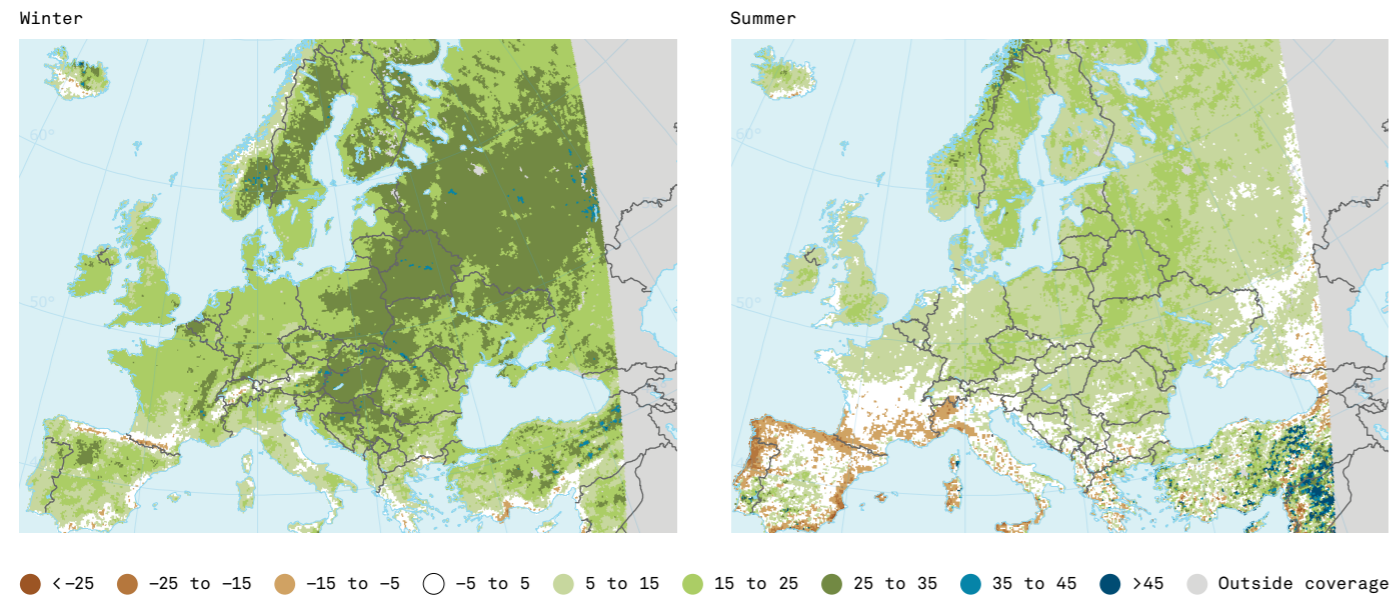 Winter
Summer
60°
60°
50°
50°
<-25
-25 to -15
-15 to -5
-5 to 5
5 to 15
15 to 25
25 to 35
35 to 45
>45
Outside coverage